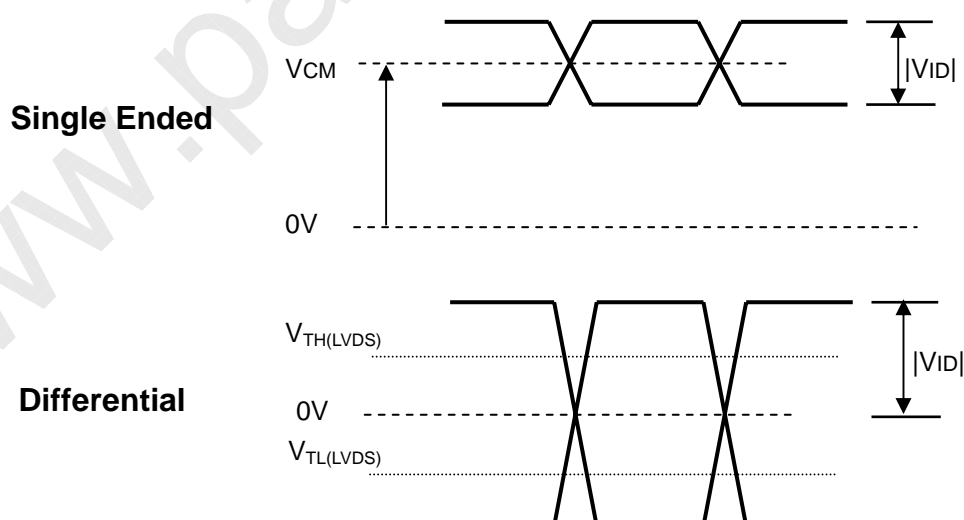 VCM
|VID|
Single Ended
0V
VTH(LVDS)
|VID|
Differential
0V
VTL(LVDS)